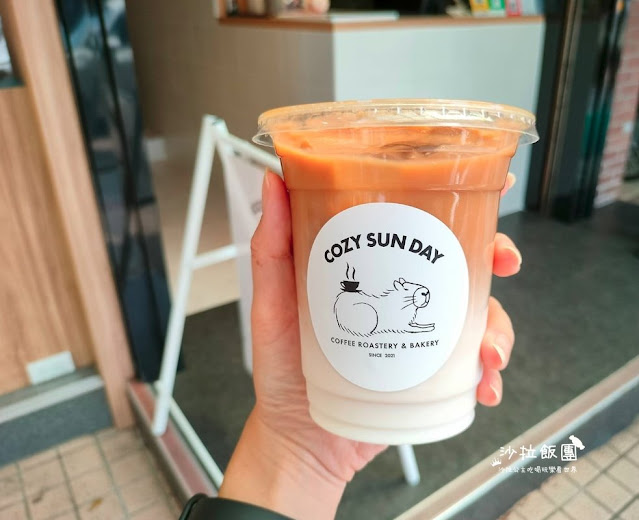 COZY SUN DAY
COFFEE ROASTERY & BAKERY
SINCE 2021
沙拉飯團